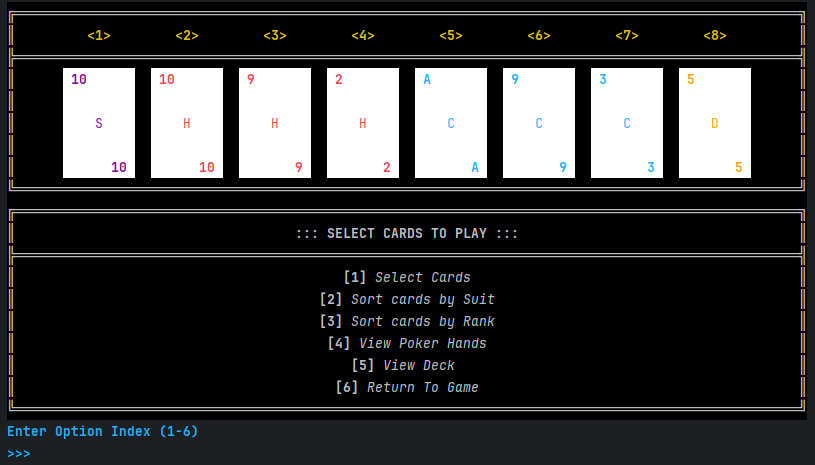 <1> <2> <3> <4> <5> <6> <7> <8>
10 10 9 2 A 9 3 5
S H H H C C C D
10 10 9 2 A 9 3 5
::: SELECT CARDS TO PLAY :::
[1] Select Cards
[2] Sort cards by Suit
[3] Sort cards by Rank
[4] View Poker Hands
[5] View Deck
[6] Return To Game
Enter Option Index (1-6)
>>>